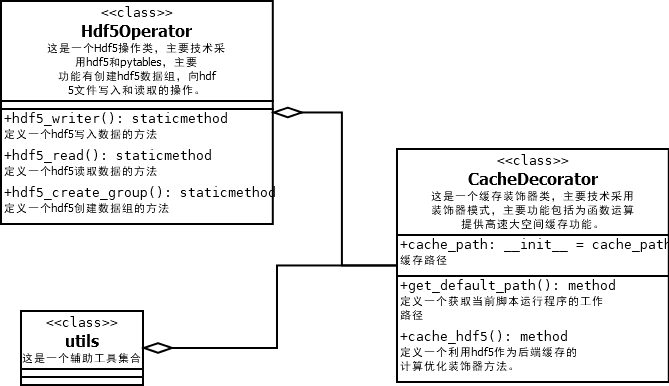 <<class>>
Hdf5Operator
这是一个Hdf5操作类，主要技术采
用hdf5和pytables，主要
功能有创建hdf5数据组，向hdf
5文件写入和读取的操作。
+hdf5_writer(): staticmethod
定义一个hdf5写入数据的方法
+hdf5_read(): staticmethod
定义一个hdf5读取数据的方法
+hdf5_create_group(): staticmethod
定义一个hdf5创建数据组的方法
<<class>>
CacheDecorator
这是一个缓存装饰器类，主要技术采用
装饰器模式，主要功能包括为函数运算
提供高速大空间缓存功能。
+cache_path: __init__ = cache_path
缓存路径
+get_default_path(): method
定义一个获取当前脚本运行程序的工作
路径
+cache_hdf5(): method
定义一个利用hdf5作为后端缓存的
计算优化装饰器方法。
<<class>>
utils
这是一个辅助工具集合